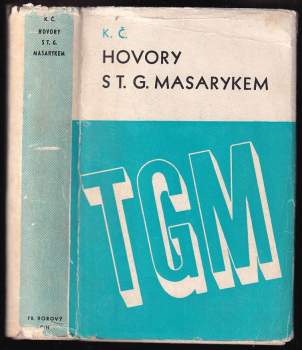 K. Č.
HOVORY
S T. G. MASARYKEM
FR. BOROVÝ
K. Č.
HOVORY
S T. G. MASARYKEM
TGM